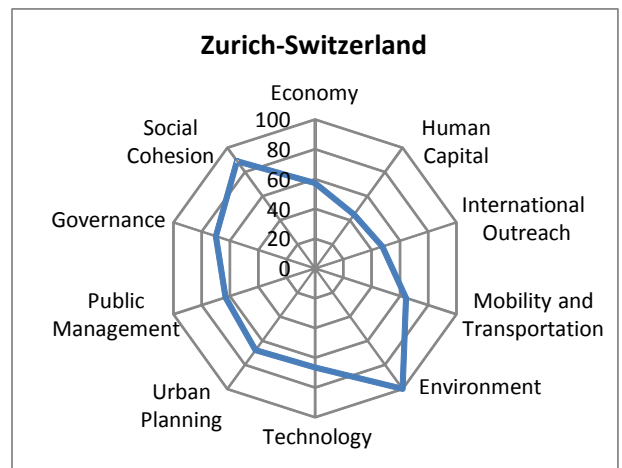 Zurich-Switzerland
Economy
Human
Capital
International
Outreach
Mobility and
Transportation
Environment
Technology
Urban
Planning
Public
Management
Governance
Social
Cohesion
100
80
60
40
20
0